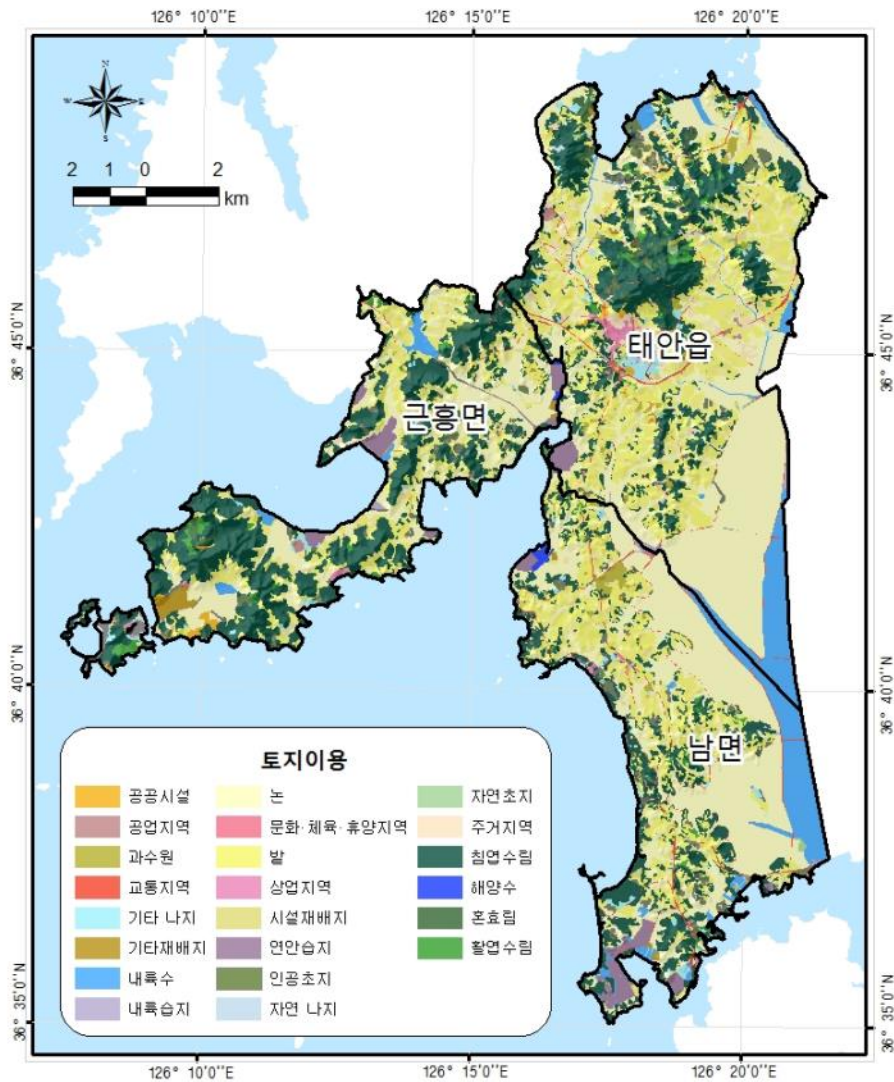 126° 10'0''E
126° 15'0''E
126° 20'0''E
N
W
E
S
2 1 0 2
km
36° 45'0''N
36° 45'0''N
태안읍
근흥면
36° 40'0''N
36° 40'0''N
남면
토지이용
공공시설
논
자연초지
공업지역
문화·체육·휴양지역
주거지역
과수원
밭
침엽수림
교통지역
상업지역
해양수
기타 나지
시설재배지
혼효림
기타재배지
연안습지
활엽수림
내륙수
인공초지
내륙습지
자연 나지
36° 35'0''N
36° 35'0''N
126° 10'0''E
126° 15'0''E
126° 20'0''E